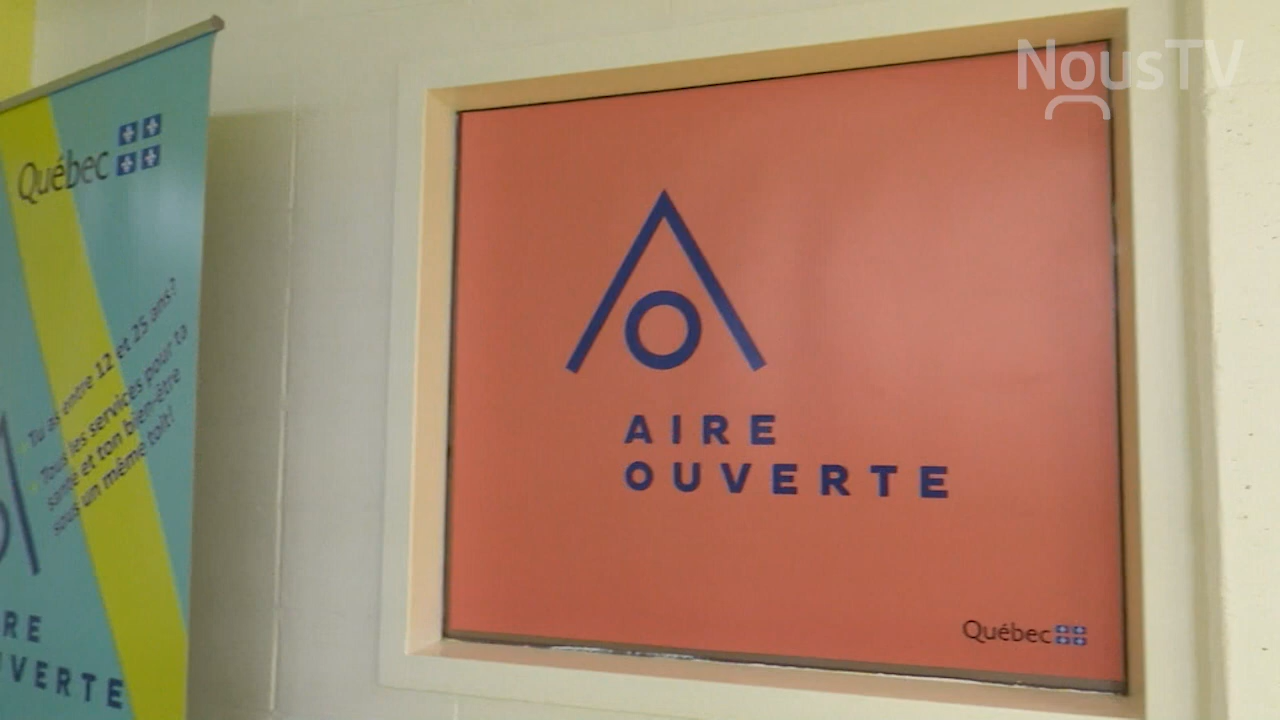 Québec
Tu as entre 12 et 25 ans?
Tous les services pour ta
santé et ton bien-être
sous un même toit!
RE
UVERTE
AIRE
OUVERTE
Québec
NousTV